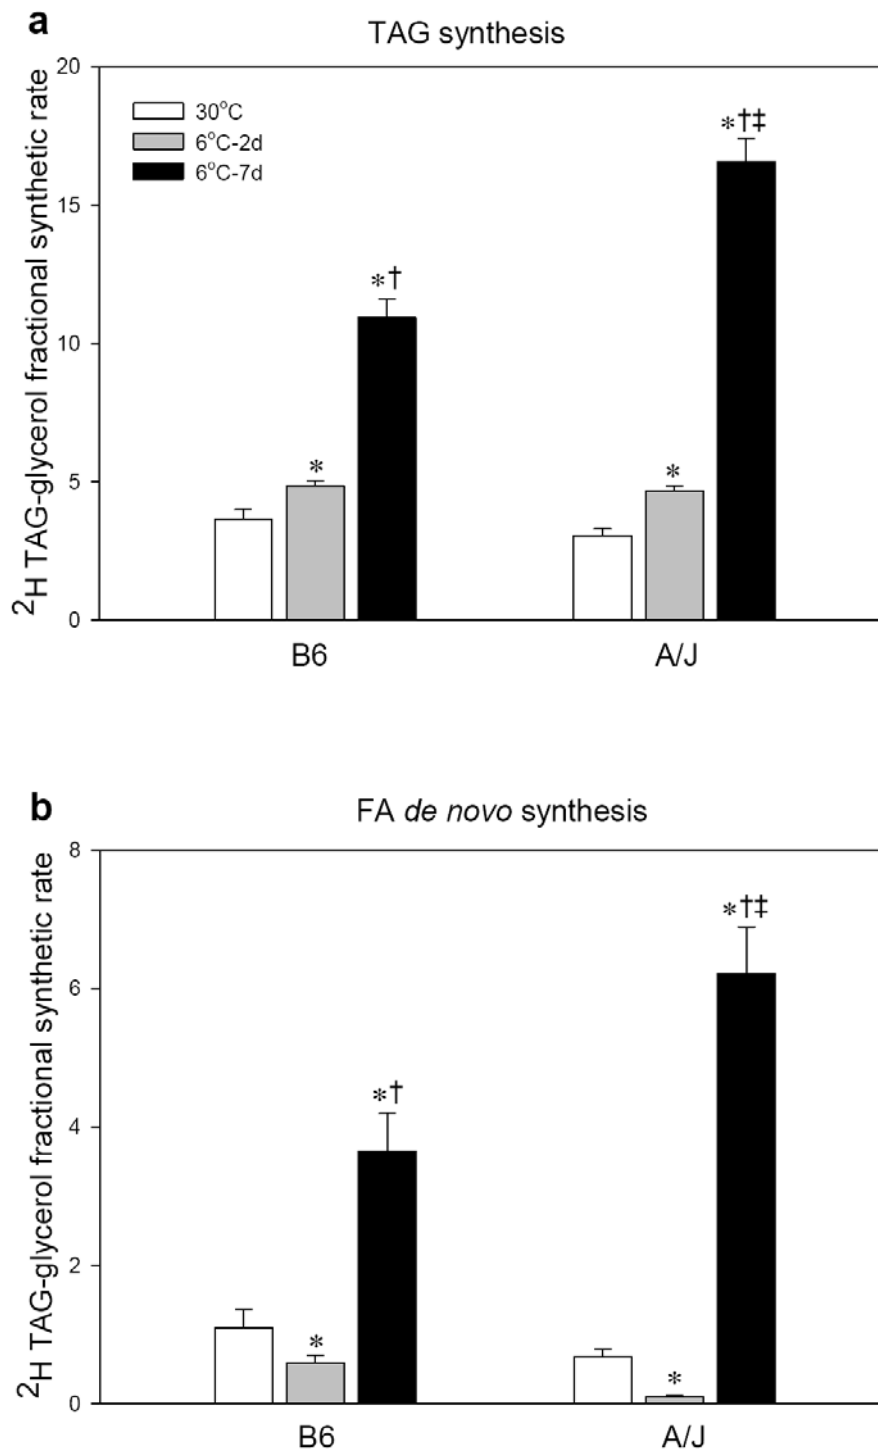 a
TAG synthesis
²H TAG-glycerol fractional synthetic rate
20
15
10
5
0
30°C
6°C-2d
6°C-7d
*
*†
*
*†‡
B6
A/J
b
FA de novo synthesis
²H TAG-glycerol fractional synthetic rate
8
6
4
2
0
*
*†
*
*†‡
B6
A/J